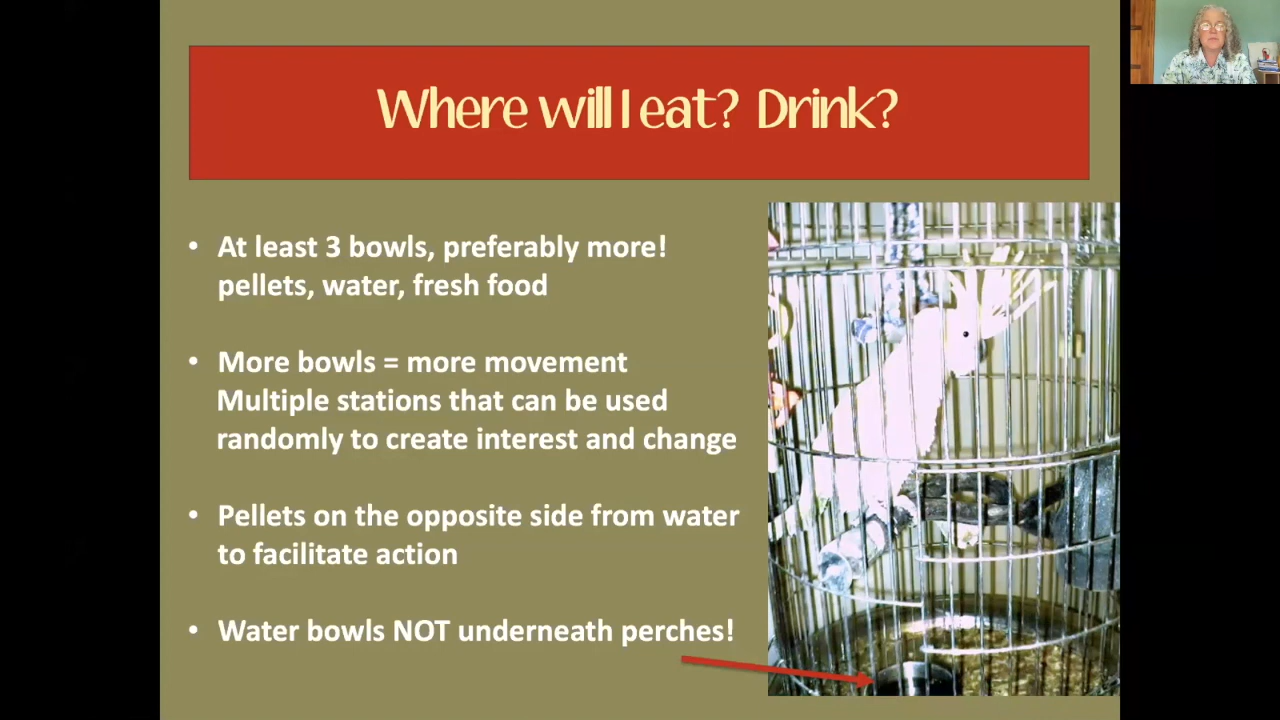 Where will I eat? Drink?
• At least 3 bowls, preferably more!
pellets, water, fresh food
• More bowls = more movement
Multiple stations that can be used
randomly to create interest and change
• Pellets on the opposite side from water
to facilitate action
• Water bowls NOT underneath perches!